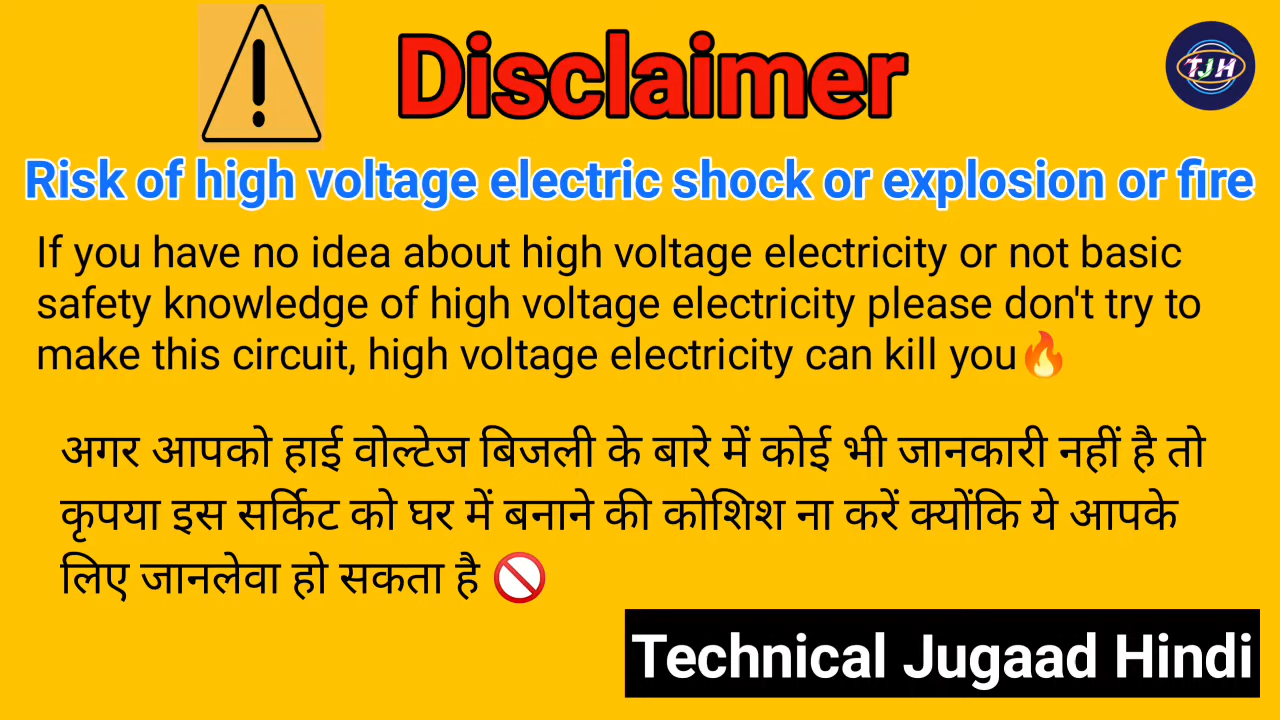 Disclaimer
TJH
Risk of high voltage electric shock or explosion or fire
If you have no idea about high voltage electricity or not basic
safety knowledge of high voltage electricity please don't try to
make this circuit, high voltage electricity can kill you🔥
अगर आपको हाई वोल्टेज बिजली के बारे में कोई भी जानकारी नहीं है तो
कृपया इस सर्किट को घर में बनाने की कोशिश ना करें क्योंकि ये आपके
लिए जानलेवा हो सकता है 🚫
Technical Jugaad Hindi